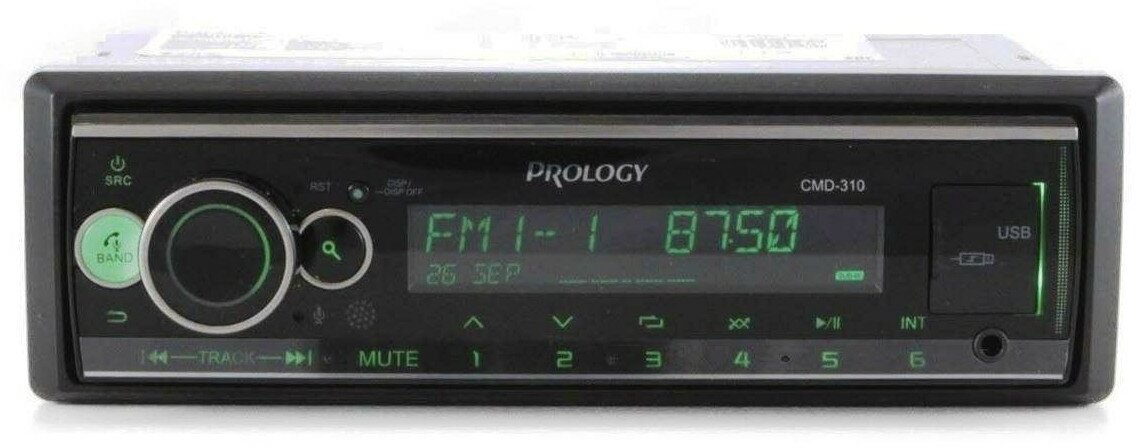 PROLOGY
CMD-310
SRC
RST
DISP/
—DISP OFF
BAND
FM1-1 87.50
26 SEP
USB
INT
TRACK
MUTE
1 2 3 4 5 6